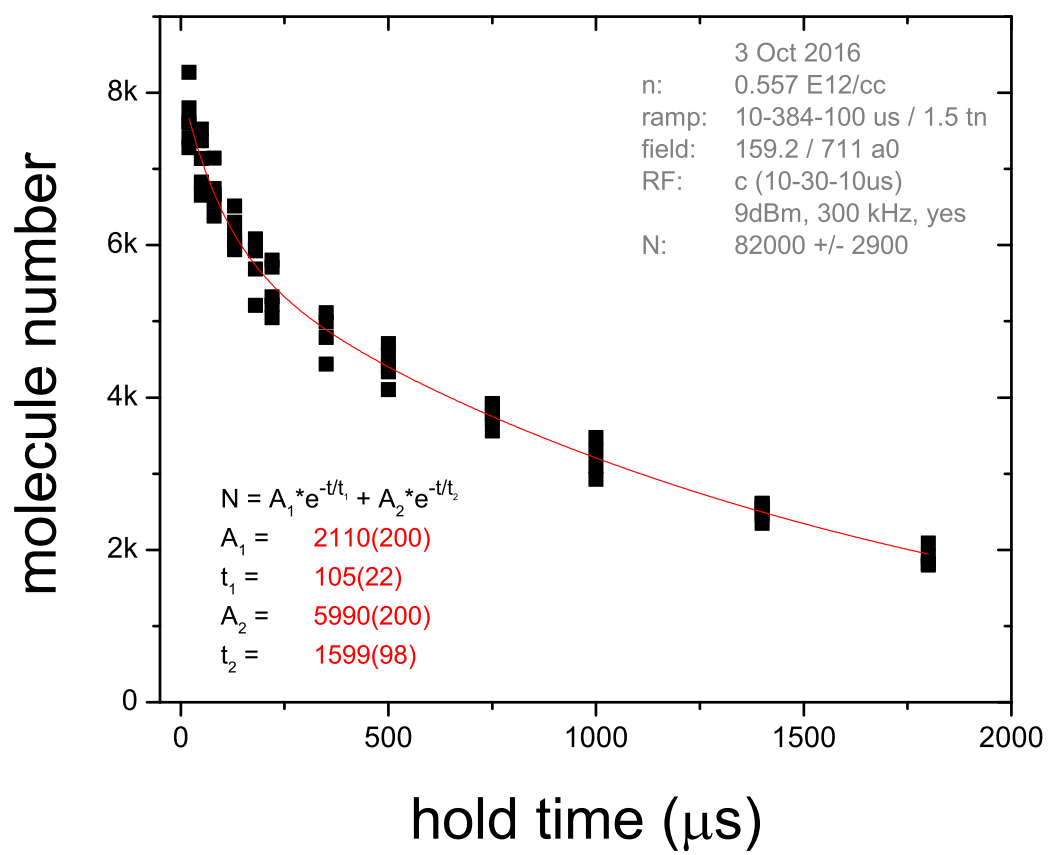 3 Oct 2016
n: 0.557 E12/cc
ramp: 10-384-100 us / 1.5 tn
field: 159.2 / 711 a0
RF: c (10-30-10us)
9dBm, 300 kHz, yes
N: 82000 +/- 2900
8k
6k
4k
2k
0
molecule number
N = A₁*e^-t/t₁ + A₂*e^-t/t₂
A₁ = 2110(200)
t₁ = 105(22)
A₂ = 5990(200)
t₂ = 1599(98)
0 500 1000 1500 2000
hold time (μs)